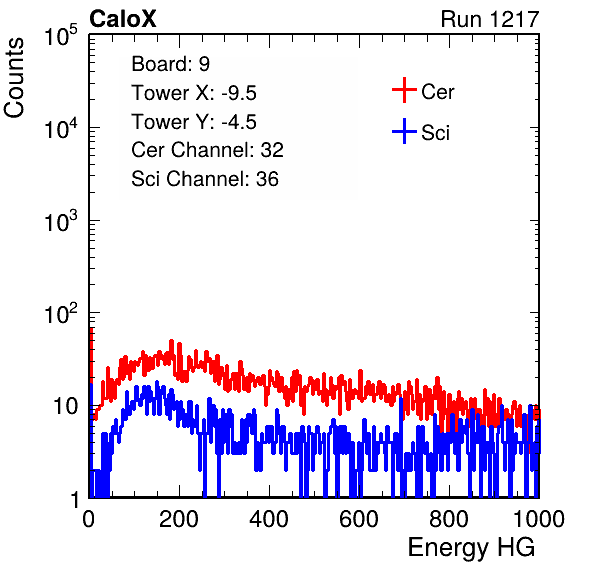 CaloX Run 1217
Counts
Board: 9
Tower X: -9.5
Tower Y: -4.5
Cer Channel: 32
Sci Channel: 36
Cer
Sci
10^5
10^4
10^3
10^2
10
1
0 200 400 600 800 1000
Energy HG